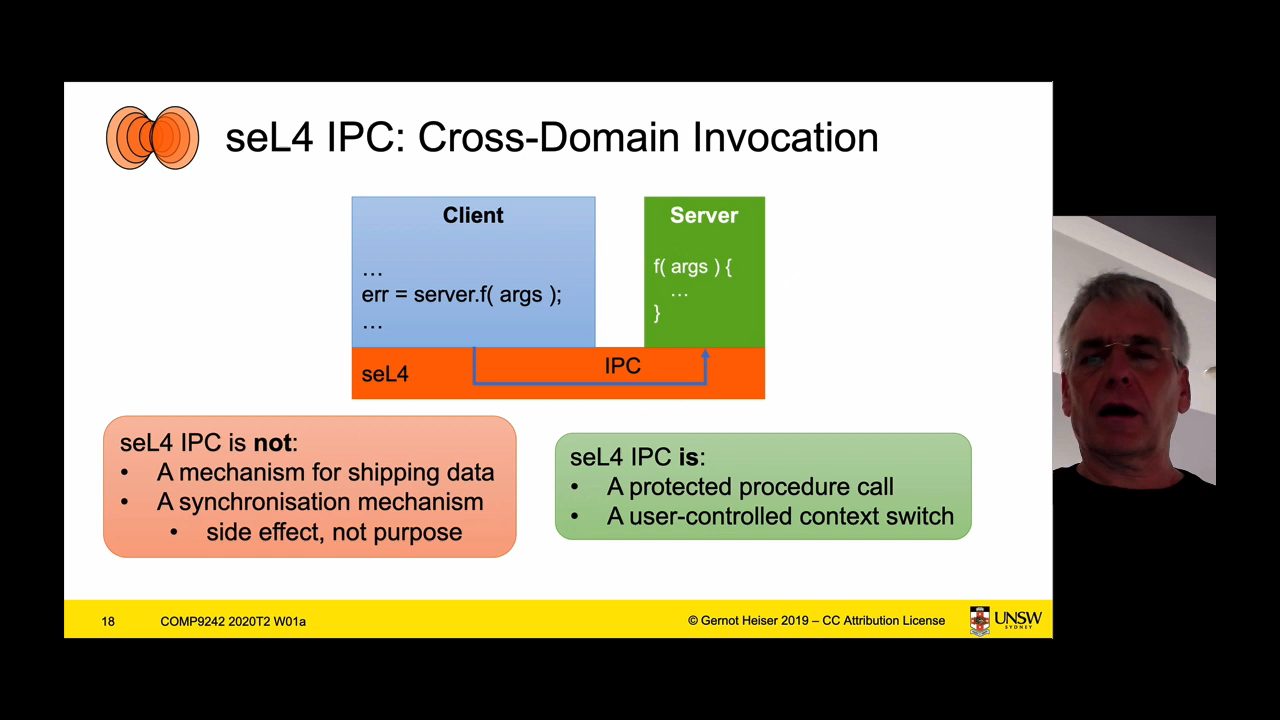 seL4 IPC: Cross-Domain Invocation
Client
…
err = server.f( args );
…
Server
f( args ) {
…
}
seL4
IPC
seL4 IPC is not:
• A mechanism for shipping data
• A synchronisation mechanism
• side effect, not purpose
seL4 IPC is:
• A protected procedure call
• A user-controlled context switch
18
COMP9242 2020T2 W01a
© Gernot Heiser 2019 – CC Attribution License
UNSW
SYDNEY